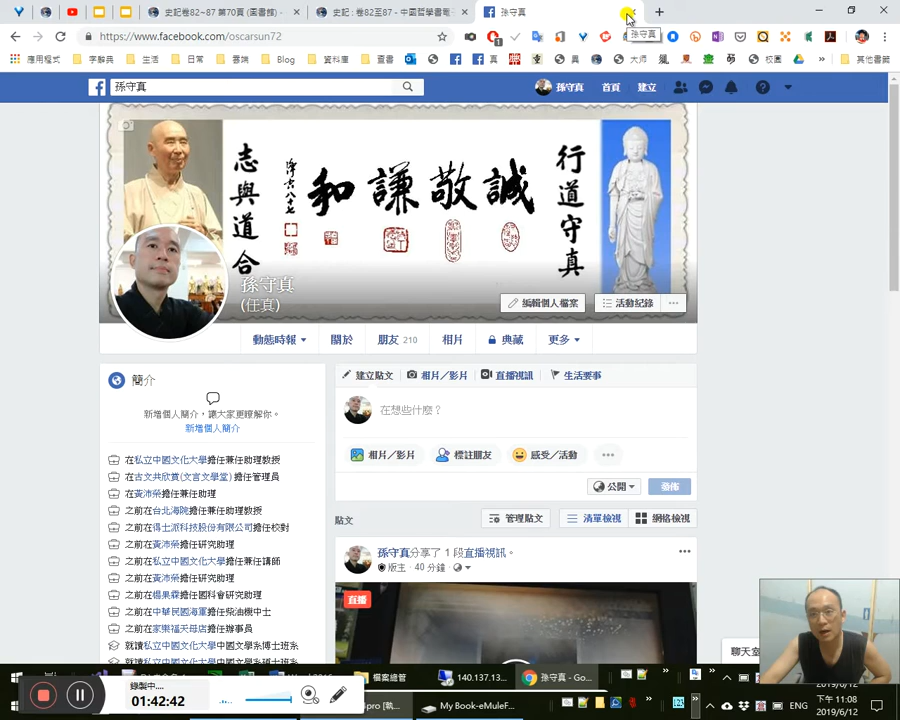 史記卷82~87 第70頁 (圖書館) -
史記 : 卷82至87 - 中國哲學書電子
孫守真
https://www.facebook.com/oscarsun72
孫守真
應用程式
字辭典
生活
古文
雲端
Blog
資料庫
查書
真
真
大師
校園
其他書籤
孫守真
孫守真
首頁
建立
志與道合
誠敬謙和
行道守真
孫守真
(任真)
編輯個人檔案
活動紀錄
動態時報
關於
朋友 210
相片
典藏
更多
簡介
新增個人簡介,讓大家更瞭解你。
新增個人簡介
在私立中國文化大學擔任兼任助理教授
在古文共欣賞(文言文學堂) 擔任管理員
在黃沛榮擔任兼任助理
之前在台北海院擔任兼任助理教授
之前在得士派科技股份有限公司擔任校對
之前在黃沛榮擔任研究助理
之前在私立中國文化大學擔任兼任講師
之前在黃沛榮擔任研究助理
之前在楊果霖擔任國科會研究助理
之前在中華民國海軍擔任柴油機中士
之前在家樂福天母店擔任辦事員
就讀私立中國文化大學中國文學系博士班系
建立貼文
相片/影片
直播視訊
生活要事
在想些什麼?
相片/影片
標註朋友
感受/活動
公開
發佈
貼文
管理貼文
清單檢視
網格檢視
孫守真分享了 1 段直播視訊。
版主 · 40 分鐘 ·
直播
聊天室
檔案總管
140.137.13...
孫守真 - Go...
錄製中....
01:42:42
pro [執...
My Book-eMuleF...
ENG
下午 11:08
2019/6/12